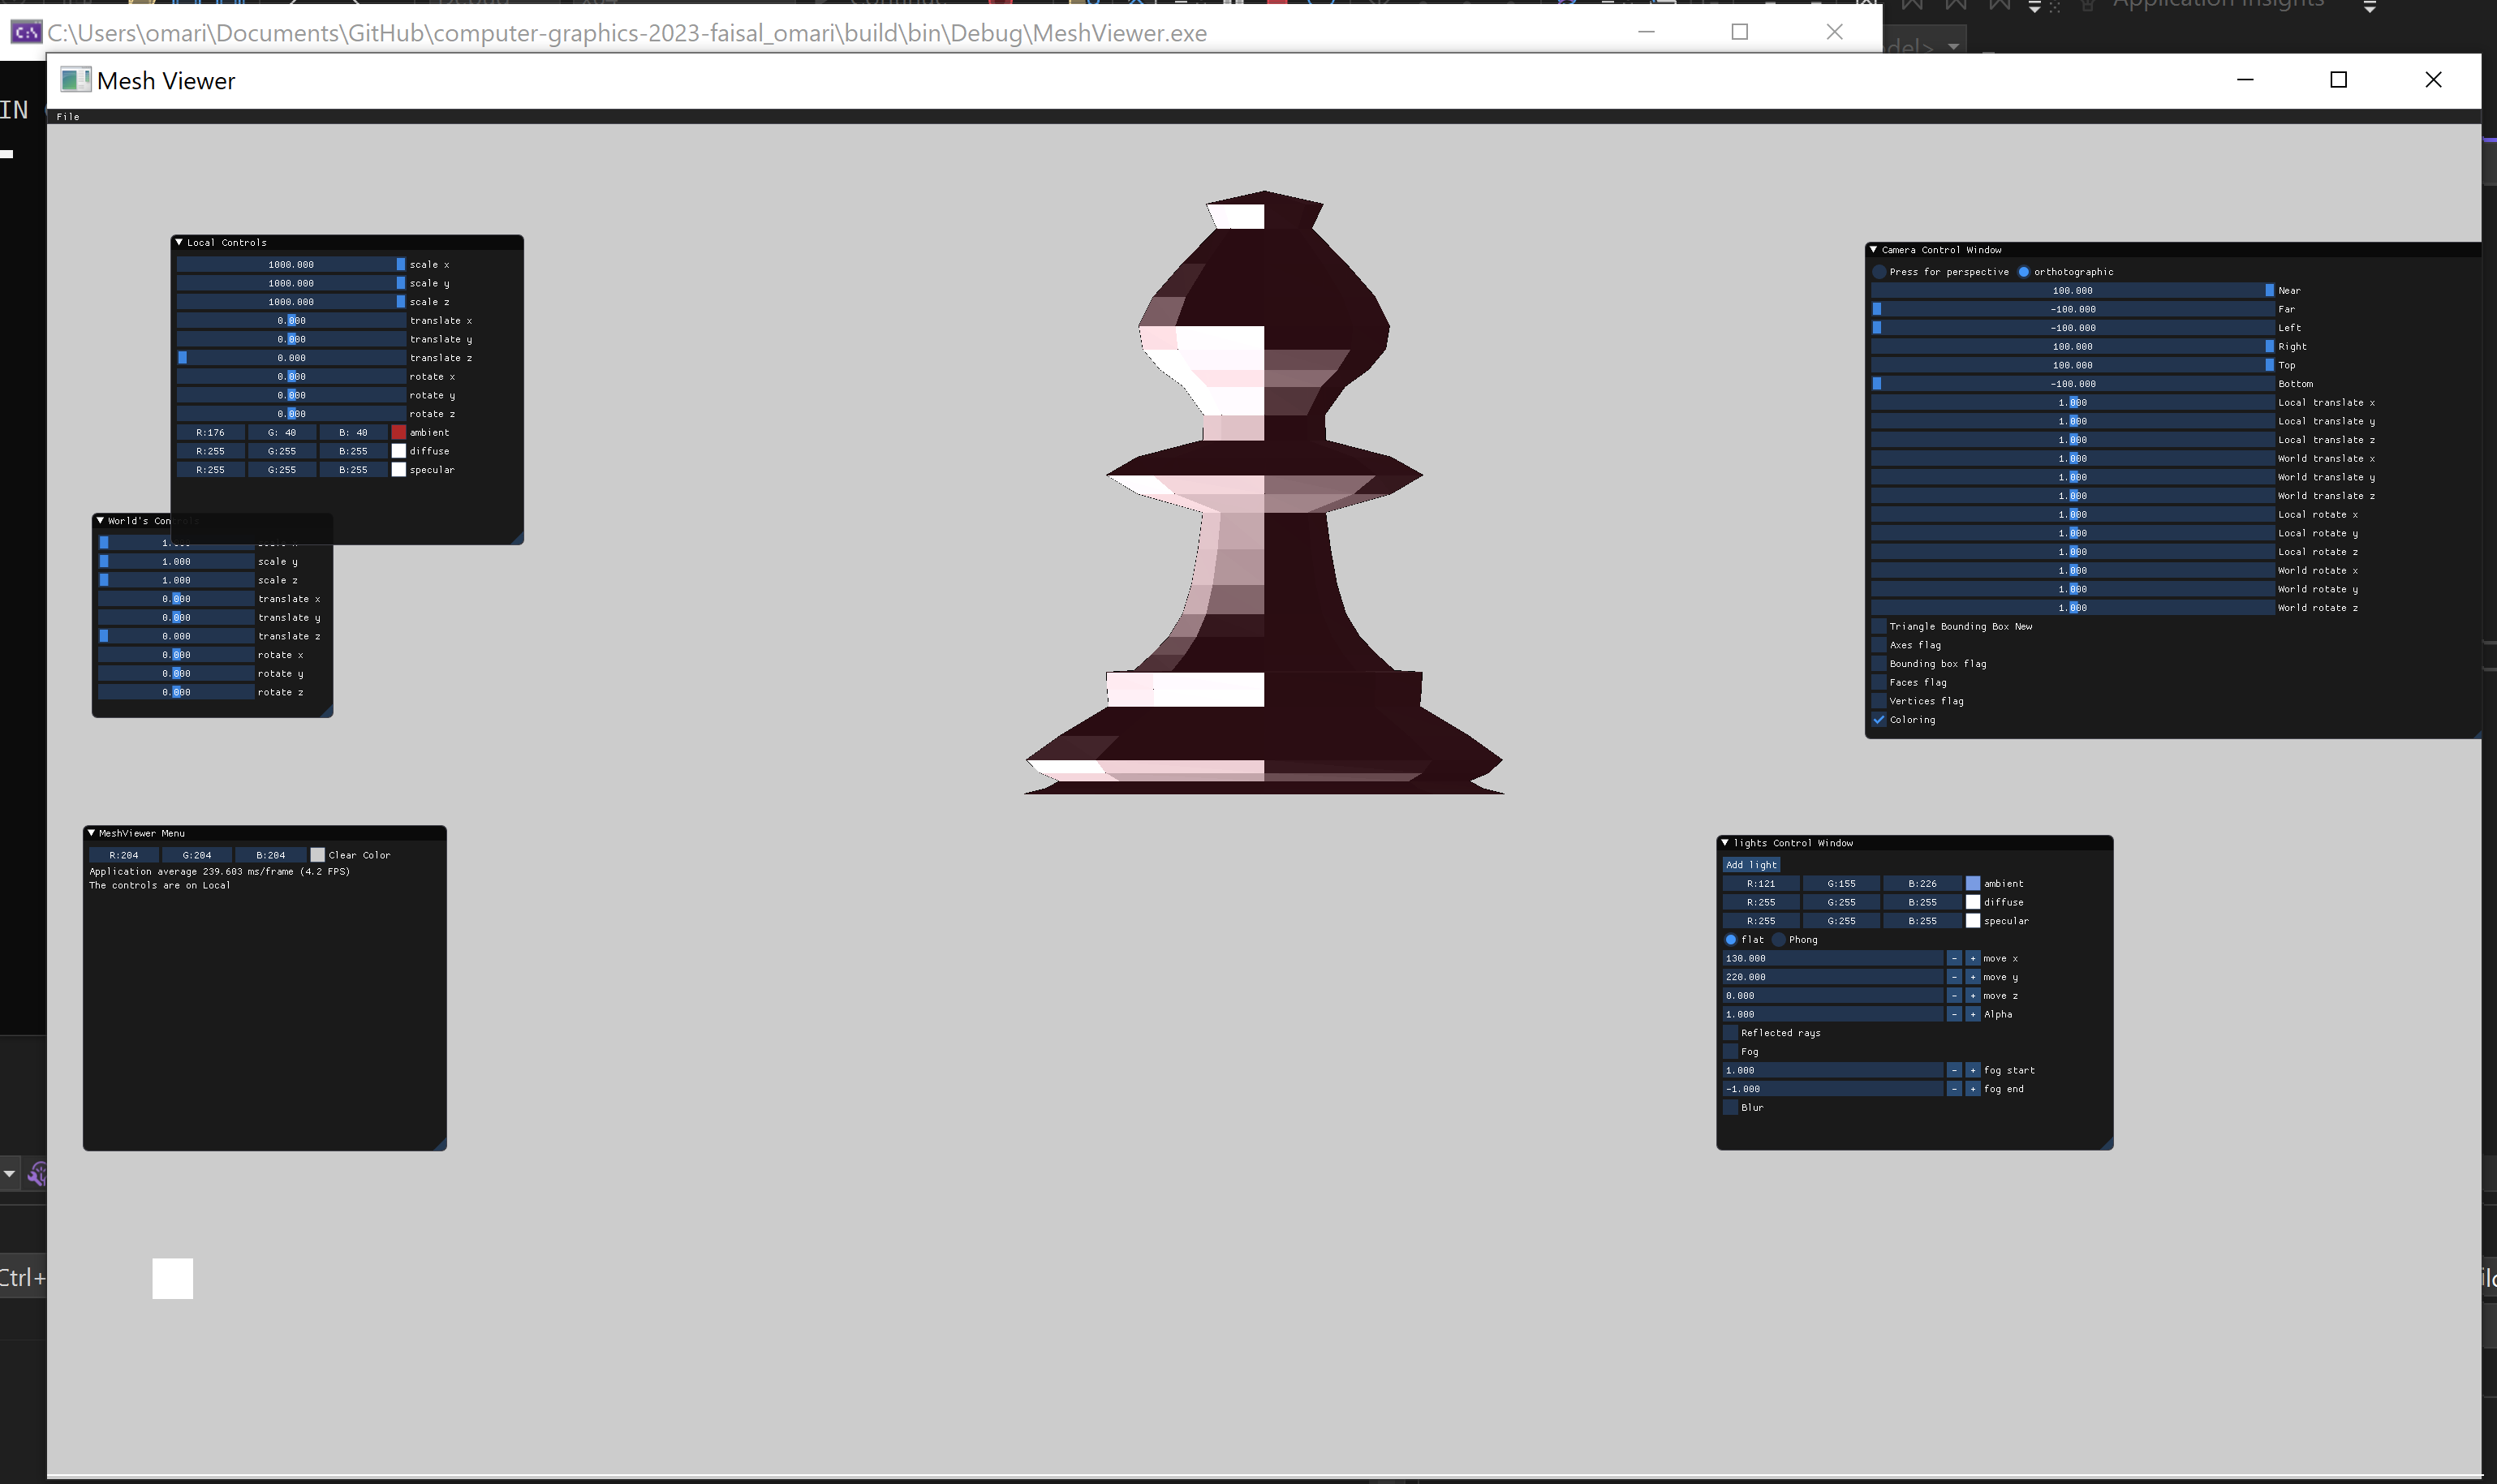 Application Insights
C:\Users\omari\Documents\GitHub\computer-graphics-2023-faisal_omari\build\bin\Debug\MeshViewer.exe
Mesh Viewer
IN
File
Local Controls
1000.000 scale x
1000.000 scale y
1000.000 scale z
0.000 translate x
0.000 translate y
0.000 translate z
0.000 rotate x
0.000 rotate y
0.000 rotate z
R:176 G: 40 B: 40 ambient
R:255 G:255 B:255 diffuse
R:255 G:255 B:255 specular
World's
1.000 scale y
1.000 scale z
0.000 translate x
0.000 translate y
0.000 translate z
0.000 rotate x
0.000 rotate y
0.000 rotate z
Camera Control Window
Press for perspective orthotographic
100.000 Near
-100.000 Far
-100.000 Left
100.000 Right
100.000 Top
-100.000 Bottom
1.000 Local translate x
1.000 Local translate y
1.000 Local translate z
1.000 World translate x
1.000 World translate y
1.000 World translate z
1.000 Local rotate x
1.000 Local rotate y
1.000 Local rotate z
1.000 World rotate x
1.000 World rotate y
1.000 World rotate z
Triangle Bounding Box New
Axes flag
Bounding box flag
Faces flag
Vertices flag
Coloring
MeshViewer Menu
R:204 G:204 B:204 Clear Color
Application average 239.603 ms/frame (4.2 FPS)
The controls are on Local
lights Control Window
Add light
R:121 G:155 B:226 ambient
R:255 G:255 B:255 diffuse
R:255 G:255 B:255 specular
flat Phong
130.000 - + move x
220.000 - + move y
0.000 - + move z
1.000 - + Alpha
Reflected rays
Fog
1.000 - + fog start
-1.000 - + fog end
Blur
Ctrl+